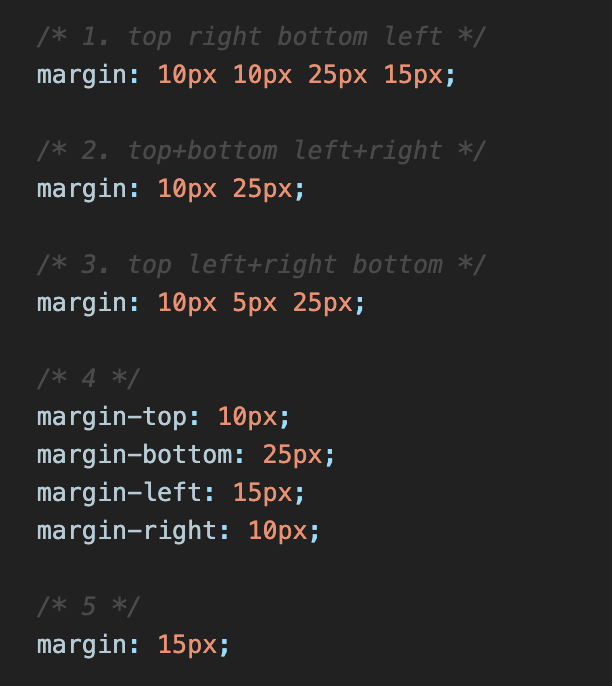 /* 1. top right bottom left */
margin: 10px 10px 25px 15px;
/* 2. top+bottom left+right */
margin: 10px 25px;
/* 3. top left+right bottom */
margin: 10px 5px 25px;
/* 4 */
margin-top: 10px;
margin-bottom: 25px;
margin-left: 15px;
margin-right: 10px;
/* 5 */
margin: 15px;